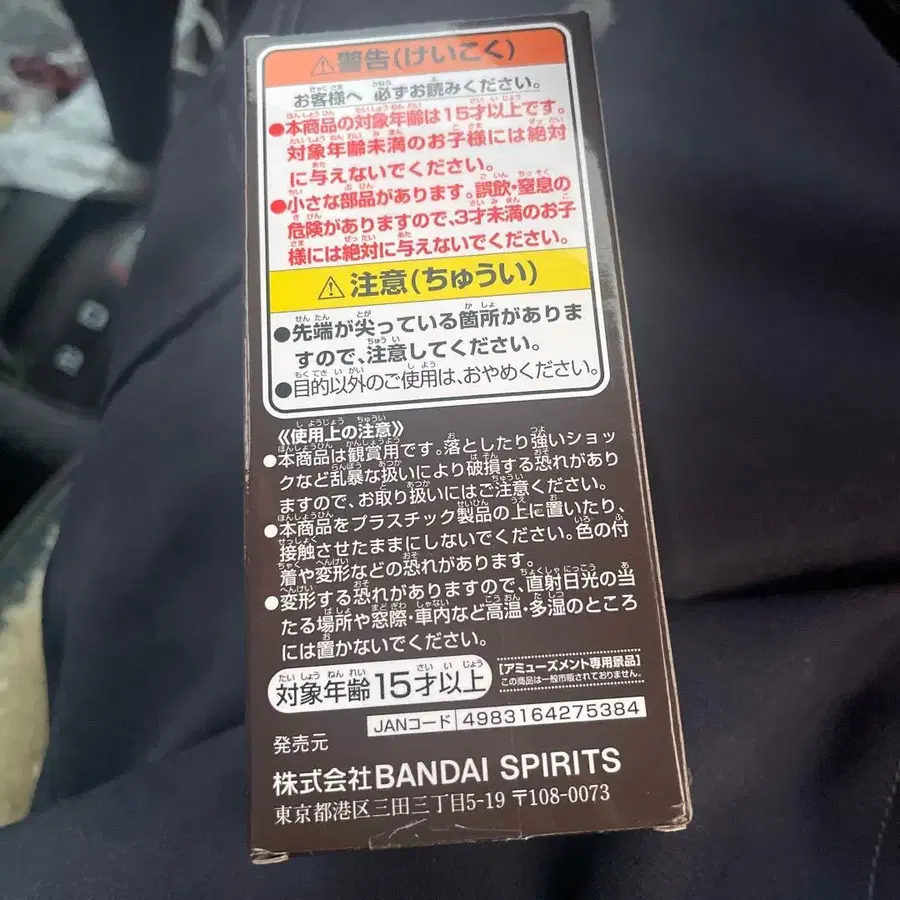 ⚠警告(けいこく)
お客様へ 必ずお読みください。
●本商品の対象年齢は15才以上です。
対象年齢未満のお子様には絶対
に与えないでください。
●小さな部品があります。誤飲・窒息の
危険がありますので、3才未満のお子
様には絶対に与えないでください。
⚠注意(ちゅうい)
●先端が尖っている箇所がありま
すので、注意してください。
●目的以外のご使用は、おやめください。
《使用上の注意》
●本商品は観賞用です。落としたり強いショッ
クなど乱暴な扱いにより破損する恐れがあり
ますので、お取り扱いにはご注意ください。
●本商品をプラスチック製品の上に置いたり、
接触させたままにしないでください。色の付
着や変形などの恐れがあります。
●変形する恐れがありますので、直射日光の当
たる場所や窓際・車内など高温・多湿のところ
には置かないでください。
対象年齢15才以上
[アミューズメント専用景品]
この商品は一般市販されておりません。
JANコード 4983164275384
発売元
株式会社BANDAI SPIRITS
東京都港区三田三丁目5-19 〒108-0073